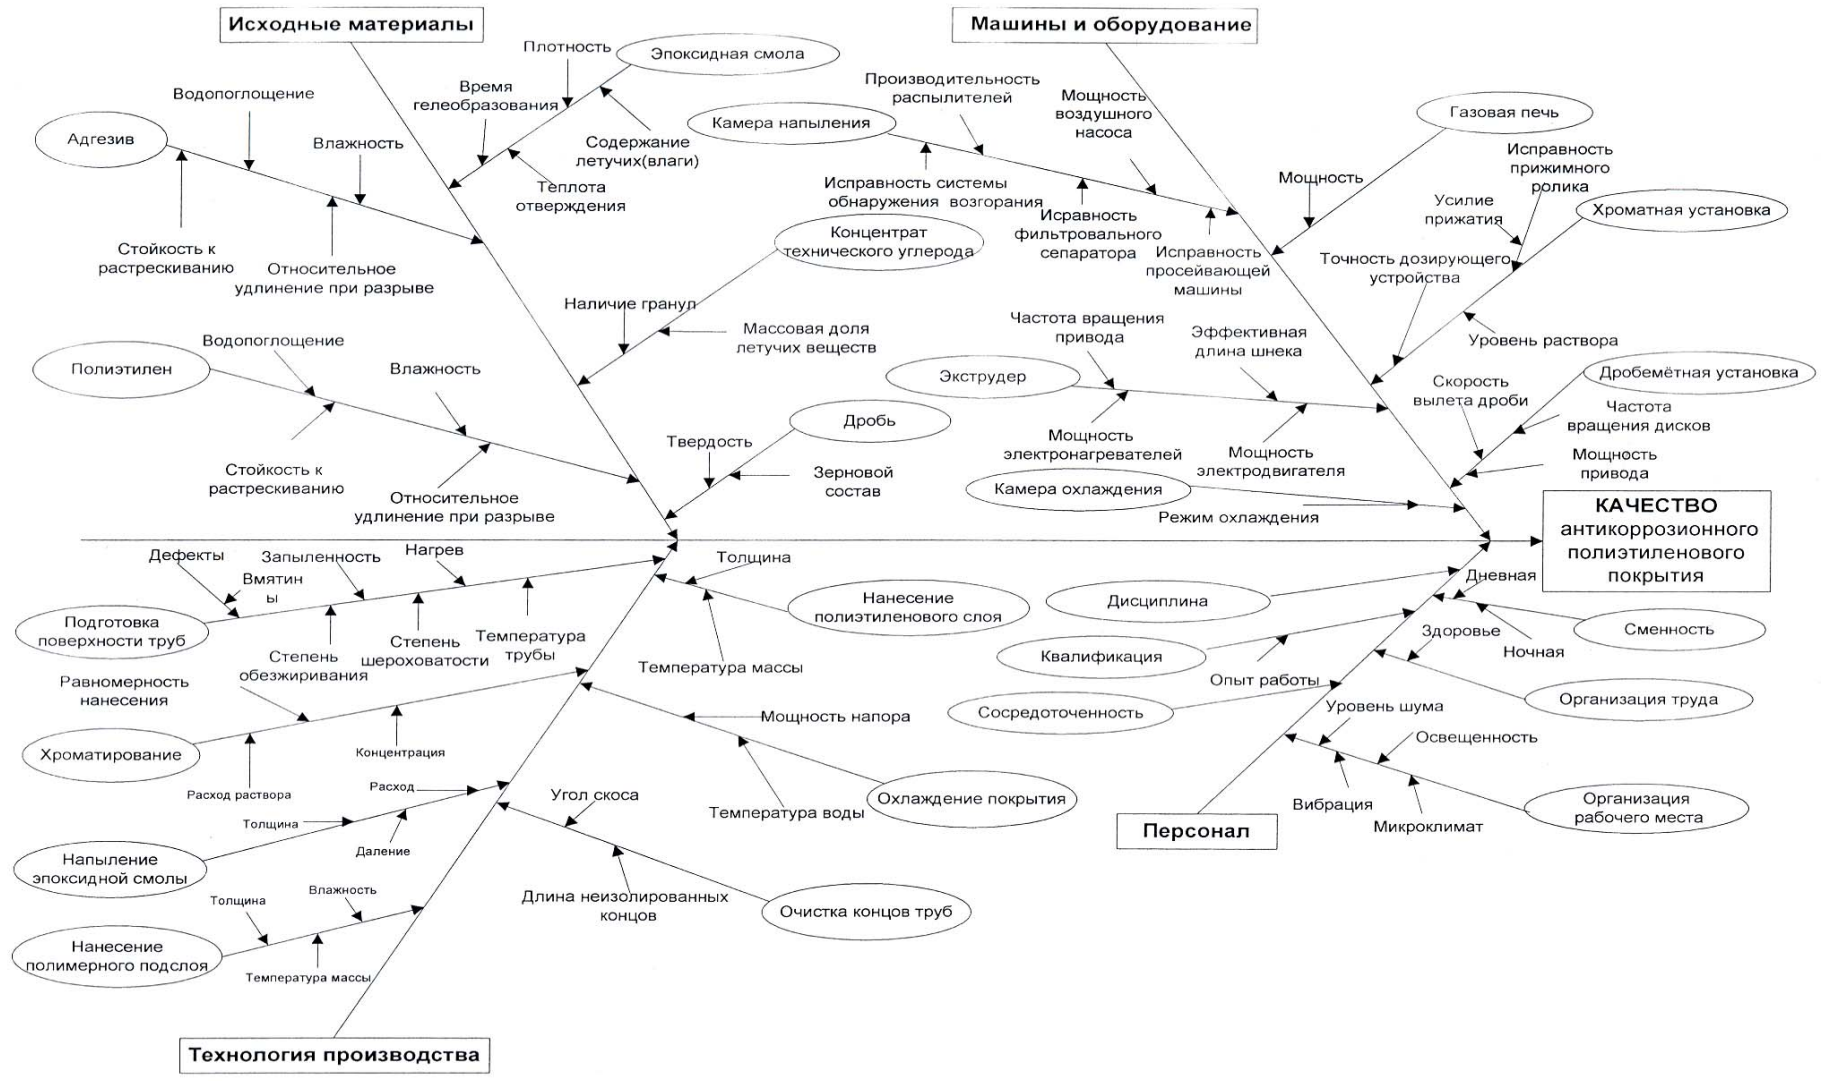 Исходные материалы
Машины и оборудование
Плотность
Эпоксидная смола
Время
гелеобразования
Содержание
летучих(влаги)
Теплота
отверждения
Водопоглощение
Адгезив
Влажность
Стойкость к
растрескиванию
Относительное
удлинение при разрыве
Концентрат
технического углерода
Наличие гранул
Массовая доля
летучих веществ
Водопоглощение
Полиэтилен
Влажность
Стойкость к
растрескиванию
Относительное
удлинение при разрыве
Дробь
Твердость
Зерновой
состав
Производительность
распылителей
Камера напыления
Мощность
воздушного
насоса
Исправность системы
обнаружения возгорания
Исравность
фильтровального
сепаратора
Исправность
просейвающей
машины
Газовая печь
Мощность
Исправность
прижимного
ролика
Усилие
прижатия
Хроматная установка
Точность дозирующего
устройства
Уровень раствора
Частота вращения
привода
Эффективная
длина шнека
Экструдер
Мощность
электронагревателей
Мощность
электродвигателя
Дробемётная установка
Скорость
вылета дроби
Частота
вращения дисков
Мощность
привода
Камера охлаждения
Режим охлаждения
КАЧЕСТВО
антикоррозионного
полиэтиленового
покрытия
Дефекты
Вмятин
ы
Запыленность
Нагрев
Подготовка
поверхности труб
Степень
обезжиривания
Степень
шероховатости
Температура
трубы
Толщина
Нанесение
полиэтиленового слоя
Температура массы
Равномерность
нанесения
Хроматирование
Расход раствора
Концентрация
Мощность напора
Температура воды
Охлаждение покрытия
Расход
Толщина
Даление
Напыление
эпоксидной смолы
Угол скоса
Длина неизолированных
концов
Очистка концов труб
Толщина
Влажность
Нанесение
полимерного подслоя
Температура массы
Технология производства
Дисциплина
Дневная
Сменность
Ночная
Квалификация
Опыт работы
Здоровье
Организация труда
Сосредоточенность
Уровень шума
Освещенность
Вибрация
Микроклимат
Организация
рабочего места
Персонал